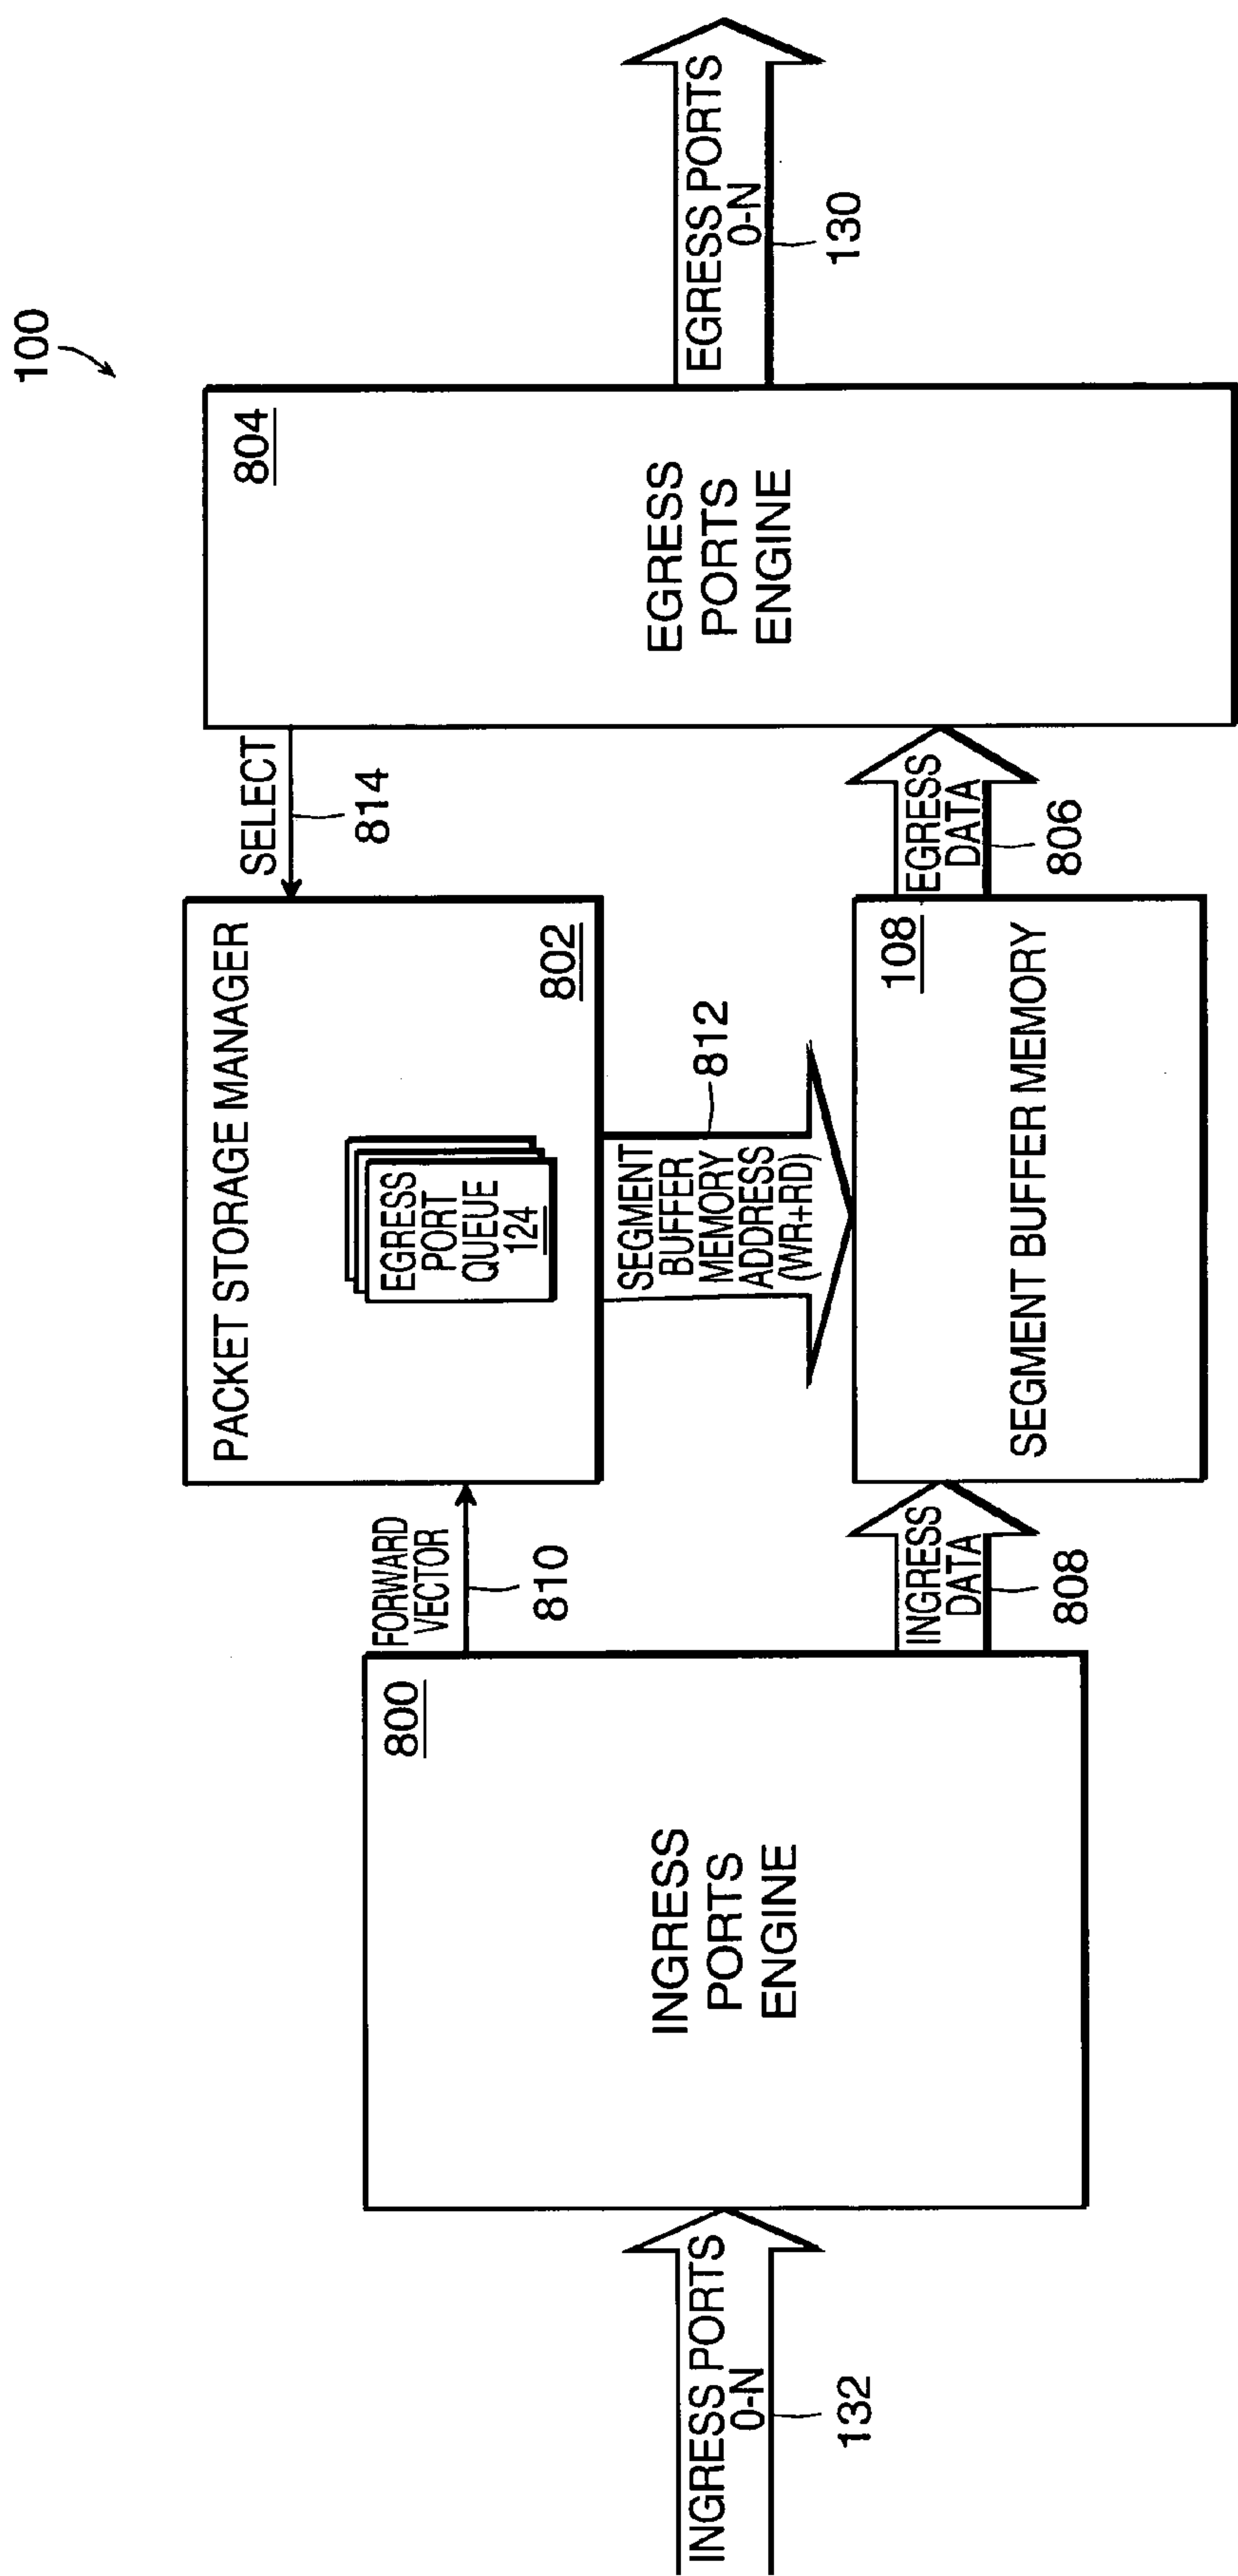 100
INGRESS PORTS
0-N
132
800
INGRESS
PORTS
ENGINE
FORWARD
VECTOR
810
INGRESS
DATA
808
PACKET STORAGE MANAGER
802
EGRESS
PORT
QUEUE
124
SEGMENT
BUFFER
MEMORY
ADDRESS
(WR+RD)
812
108
SEGMENT BUFFER MEMORY
SELECT
814
EGRESS
DATA
806
804
EGRESS
PORTS
ENGINE
EGRESS PORTS
0-N
130